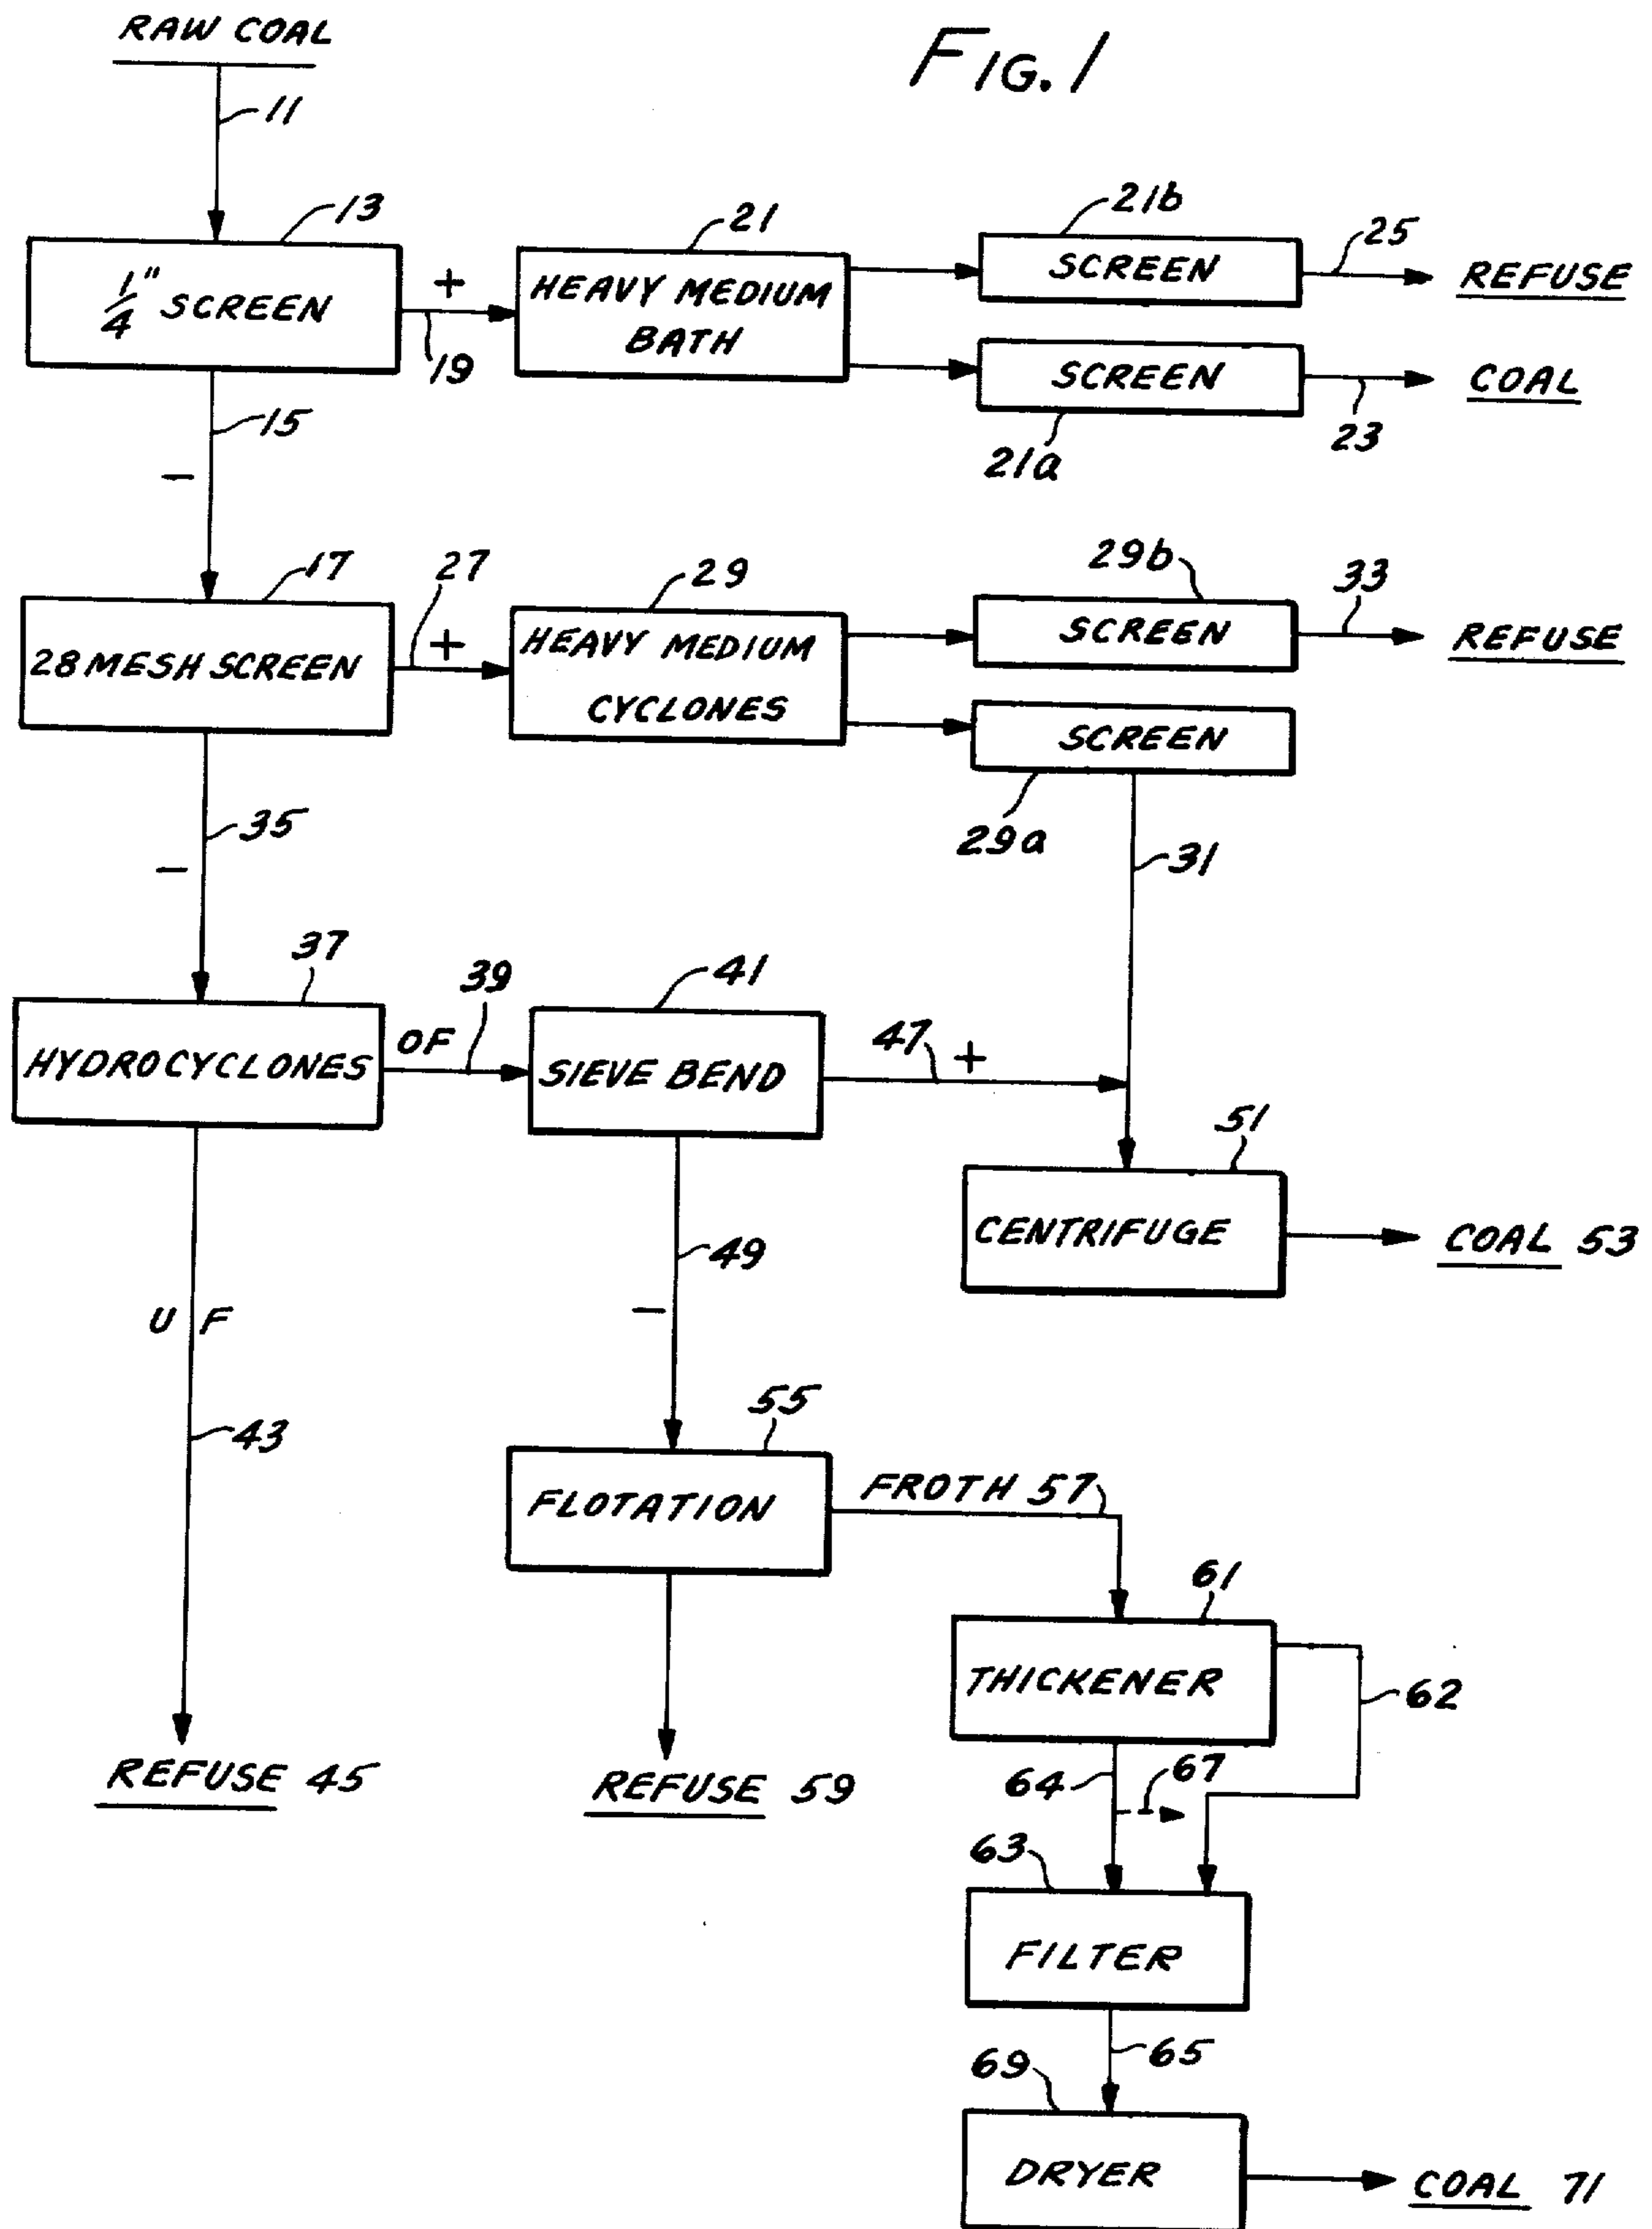 RAW COAL
FIG. 1
11
13
1/4" SCREEN
+
19
21
HEAVY MEDIUM
BATH
21b
SCREEN
25
REFUSE
SCREEN
21a
23
COAL
15
-
17
28 MESH SCREEN
27
+
29
HEAVY MEDIUM
CYCLONES
29b
SCREEN
33
REFUSE
SCREEN
29a
31
35
-
37
HYDROCYCLONES
OF
39
41
SIEVE BEND
47
+
51
CENTRIFUGE
COAL 53
49
-
UF
43
REFUSE 45
55
FLOTATION
FROTH 57
REFUSE 59
61
THICKENER
62
64
67
63
FILTER
65
69
DRYER
COAL 71